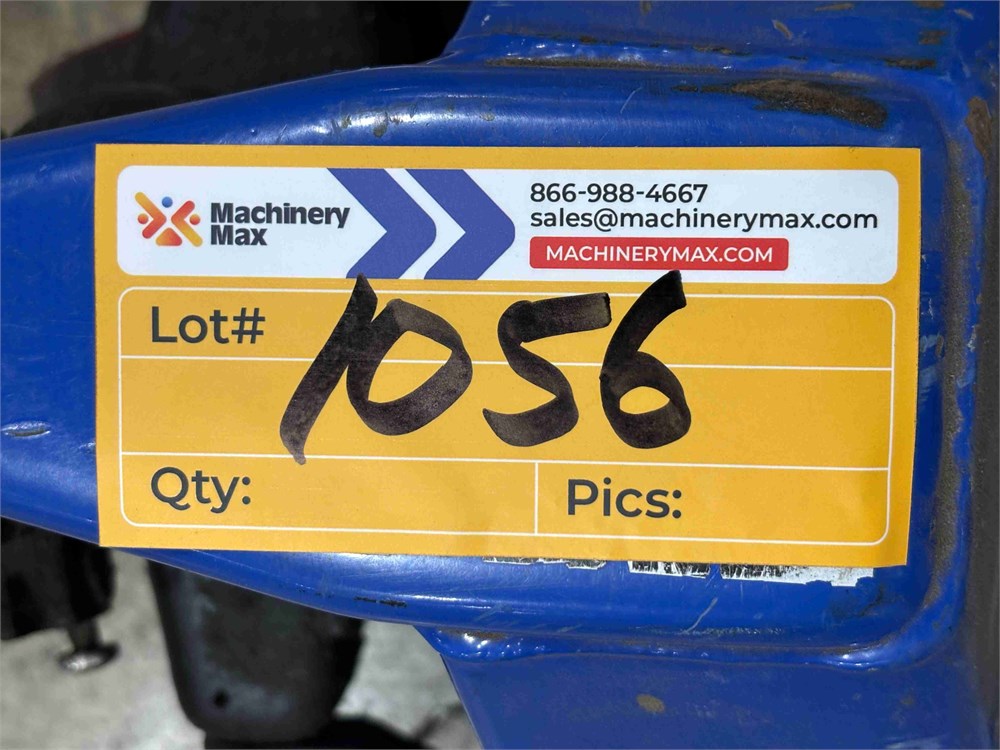 Machinery
Max
866-988-4667
sales@machinerymax.com
MACHINERYMAX.COM
Lot# 1056
Qty:
Pics: